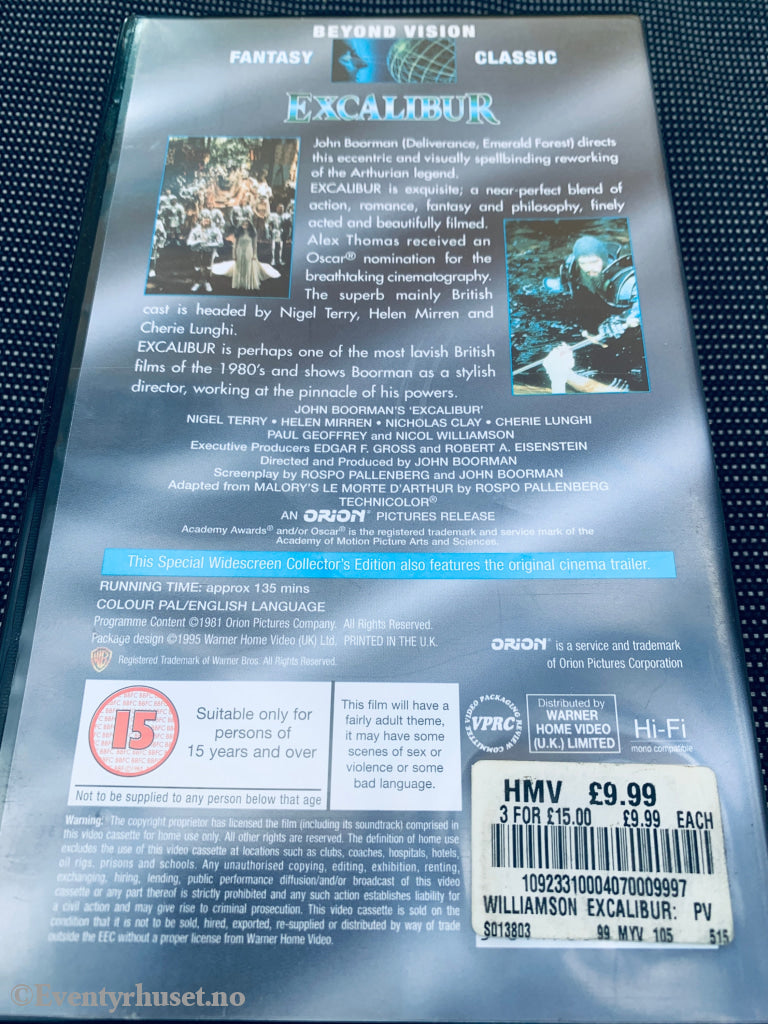 BEYOND VISION
FANTASY CLASSIC
EXCALIBUR
John Boorman (Deliverance, Emerald Forest) directs
this eccentric and visually spellbinding reworking
of the Arthurian legend.
EXCALIBUR is exquisite; a near-perfect blend of
action, romance, fantasy and philosophy, finely
acted and beautifully filmed.
Alex Thomas received an
Oscar® nomination for the
breathtaking cinematography.
The superb mainly British
cast is headed by Nigel Terry, Helen Mirren and
Cherie Lunghi.
EXCALIBUR is perhaps one of the most lavish British
films of the 1980's and shows Boorman as a stylish
director, working at the pinnacle of his powers.
JOHN BOORMAN'S 'EXCALIBUR'
NIGEL TERRY • HELEN MIRREN • NICHOLAS CLAY • CHERIE LUNGHI
PAUL GEOFFREY and NICOL WILLIAMSON
Executive Producers EDGAR F. GROSS and ROBERT A. EISENSTEIN
Directed and Produced by JOHN BOORMAN
Screenplay by ROSPO PALLENBERG and JOHN BOORMAN
Adapted from MALORY'S LE MORTE D'ARTHUR by ROSPO PALLENBERG
TECHNICOLOR®
AN ORION PICTURES RELEASE
Academy Awards® and/or Oscar® is the registered trademark and service mark of the
Academy of Motion Picture Arts and Sciences.
This Special Widescreen Collector's Edition also features the original cinema trailer.
RUNNING TIME: approx 135 mins
COLOUR PAL/ENGLISH LANGUAGE
Programme Content ©1981 Orion Pictures Company. All Rights Reserved.
Package design ©1995 Warner Home Video (UK) Ltd. PRINTED IN THE U.K.
Registered Trademark of Warner Bros. All Rights Reserved.
ORION is a service and trademark
of Orion Pictures Corporation
15
Suitable only for
persons of
15 years and over
Not to be supplied to any person below that age
This film will have a
fairly adult theme,
it may have some
scenes of sex or
violence or some
bad language.
VIDEO PACKAGING REVIEW COMMITTEE
VPRC
Distributed by
WARNER
HOME VIDEO
(U.K.) LIMITED
Hi-Fi
mono compatible
Warning: The copyright proprietor has licensed the film (including its soundtrack) comprised in
this video cassette for home use only. All other rights are reserved. The definition of home use
excludes the use of this video cassette at locations such as clubs, coaches, hospitals, hotels,
oil rigs, prisons and schools. Any unauthorised copying, editing, exhibition, renting,
exchanging, hiring, lending, public performance diffusion/and/or broadcast of this video
cassette or any part thereof is strictly prohibited and any such action establishes liability for
a civil action and may give rise to criminal prosecution. This video cassette is sold on the
condition that it is not to be sold, hired, exported, re-supplied or distributed by way of trade
outside the EEC without a proper license from Warner Home Video.
HMV £9.99
3 FOR £15.00 £9.99 EACH
10923310004070009997
WILLIAMSON EXCALIBUR: PV
S013803 99 MYV 105 515
©Eventyrhuset.no